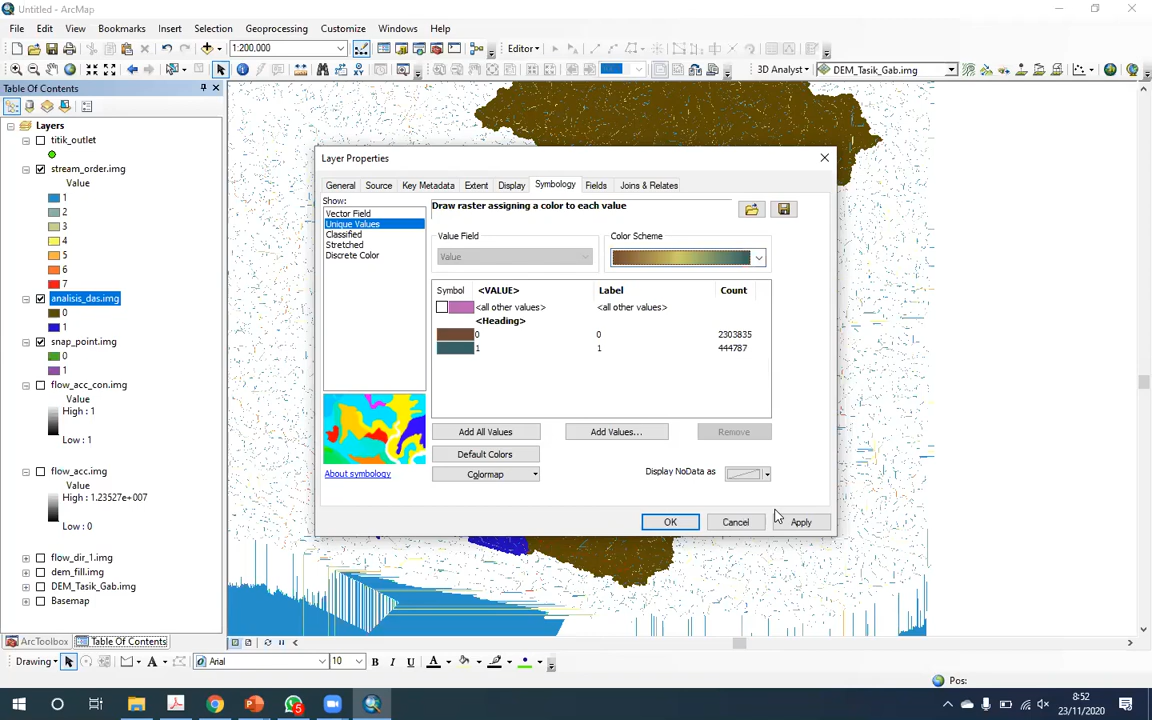 Untitled - ArcMap
File Edit View Bookmarks Insert Selection Geoprocessing Customize Windows Help
1:200,000
Editor
3D Analyst
DEM_Tasik_Gab.img
Table Of Contents
Layers
titik_outlet
stream_order.img
Value
1
2
3
4
5
6
7
analisis_das.img
0
1
snap_point.img
0
1
flow_acc_con.img
Value
High : 1
Low : 1
flow_acc.img
Value
High : 1.23527e+007
Low : 0
flow_dir_1.img
dem_fill.img
DEM_Tasik_Gab.img
Basemap
ArcToolbox Table Of Contents
Layer Properties
General Source Key Metadata Extent Display Symbology Fields Joins & Relates
Show:
Vector Field
Unique Values
Classified
Stretched
Discrete Color
About symbology
Draw raster assigning a color to each value
Value Field
Value
Color Scheme
Symbol <VALUE> Label Count
<all other values> <all other values>
<Heading>
0 0 2303835
1 1 444787
Add All Values Add Values... Remove
Default Colors
Colormap
Display NoData as
OK Cancel Apply
Drawing
A
Arial
10
B I U A
Pos:
5
8:52
23/11/2020